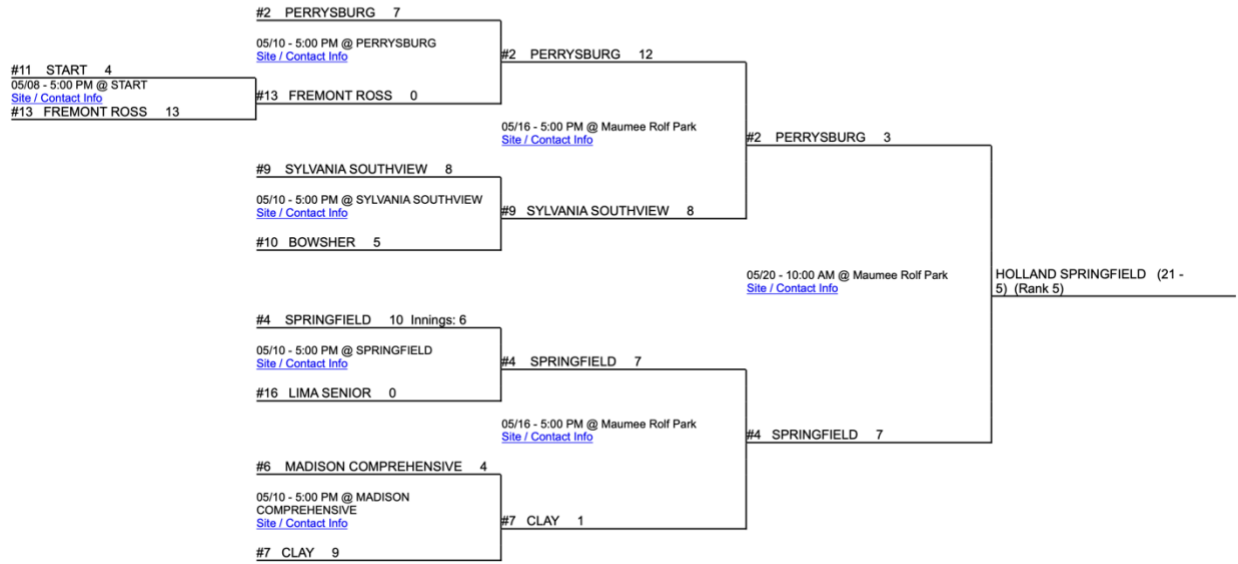 #2 PERRYSBURG 7
05/10 - 5:00 PM @ PERRYSBURG
Site / Contact Info
#2 PERRYSBURG 12
#11 START 4
05/08 - 5:00 PM @ START
Site / Contact Info
#13 FREMONT ROSS 13
#13 FREMONT ROSS 0
05/16 - 5:00 PM @ Maumee Rolf Park
Site / Contact Info
#2 PERRYSBURG 3
#9 SYLVANIA SOUTHVIEW 8
05/10 - 5:00 PM @ SYLVANIA SOUTHVIEW
Site / Contact Info
#9 SYLVANIA SOUTHVIEW 8
#10 BOWSHER 5
05/20 - 10:00 AM @ Maumee Rolf Park
Site / Contact Info
HOLLAND SPRINGFIELD (21 -
5) (Rank 5)
#4 SPRINGFIELD 10 Innings: 6
05/10 - 5:00 PM @ SPRINGFIELD
Site / Contact Info
#4 SPRINGFIELD 7
#16 LIMA SENIOR 0
05/16 - 5:00 PM @ Maumee Rolf Park
Site / Contact Info
#4 SPRINGFIELD 7
#6 MADISON COMPREHENSIVE 4
05/10 - 5:00 PM @ MADISON
COMPREHENSIVE
Site / Contact Info
#7 CLAY 1
#7 CLAY 9